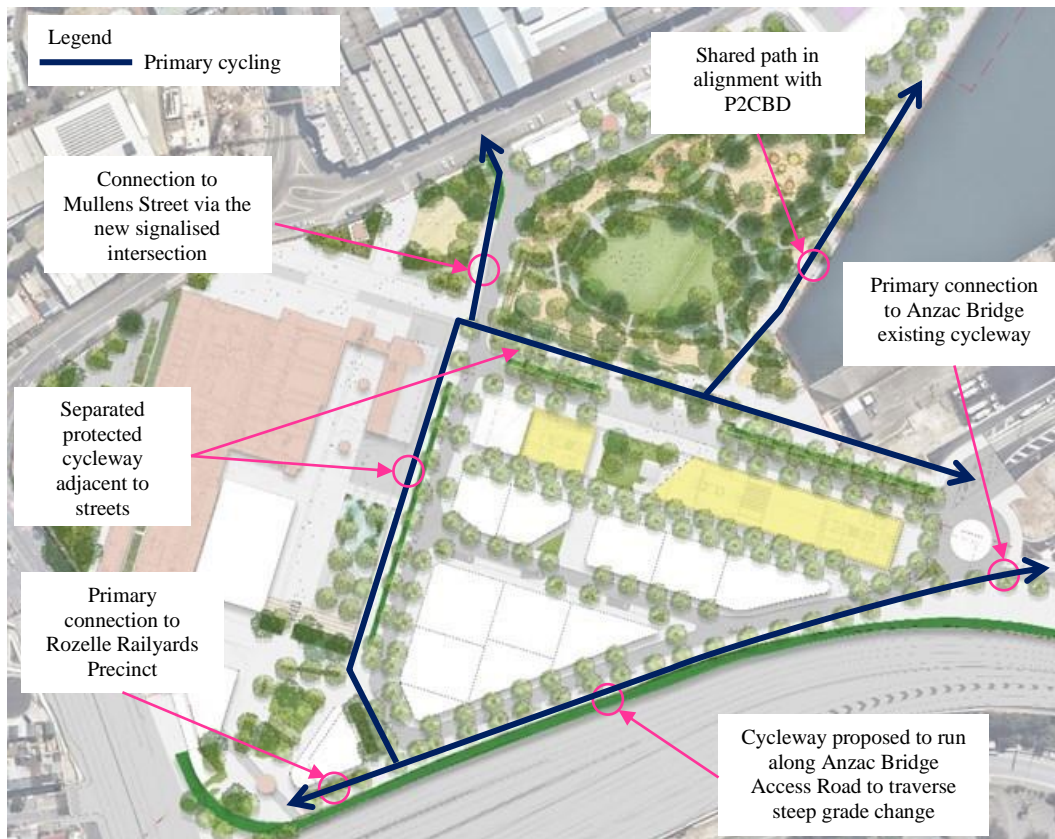 Legend
Primary cycling
Shared path in
alignment with
P2CBD
Connection to
Mullens Street via the
new signalised
intersection
Primary connection
to Anzac Bridge
existing cycleway
Separated
protected
cycleway
adjacent to
streets
Primary
connection to
Rozelle Railyards
Precinct
Cycleway proposed to run
along Anzac Bridge
Access Road to traverse
steep grade change